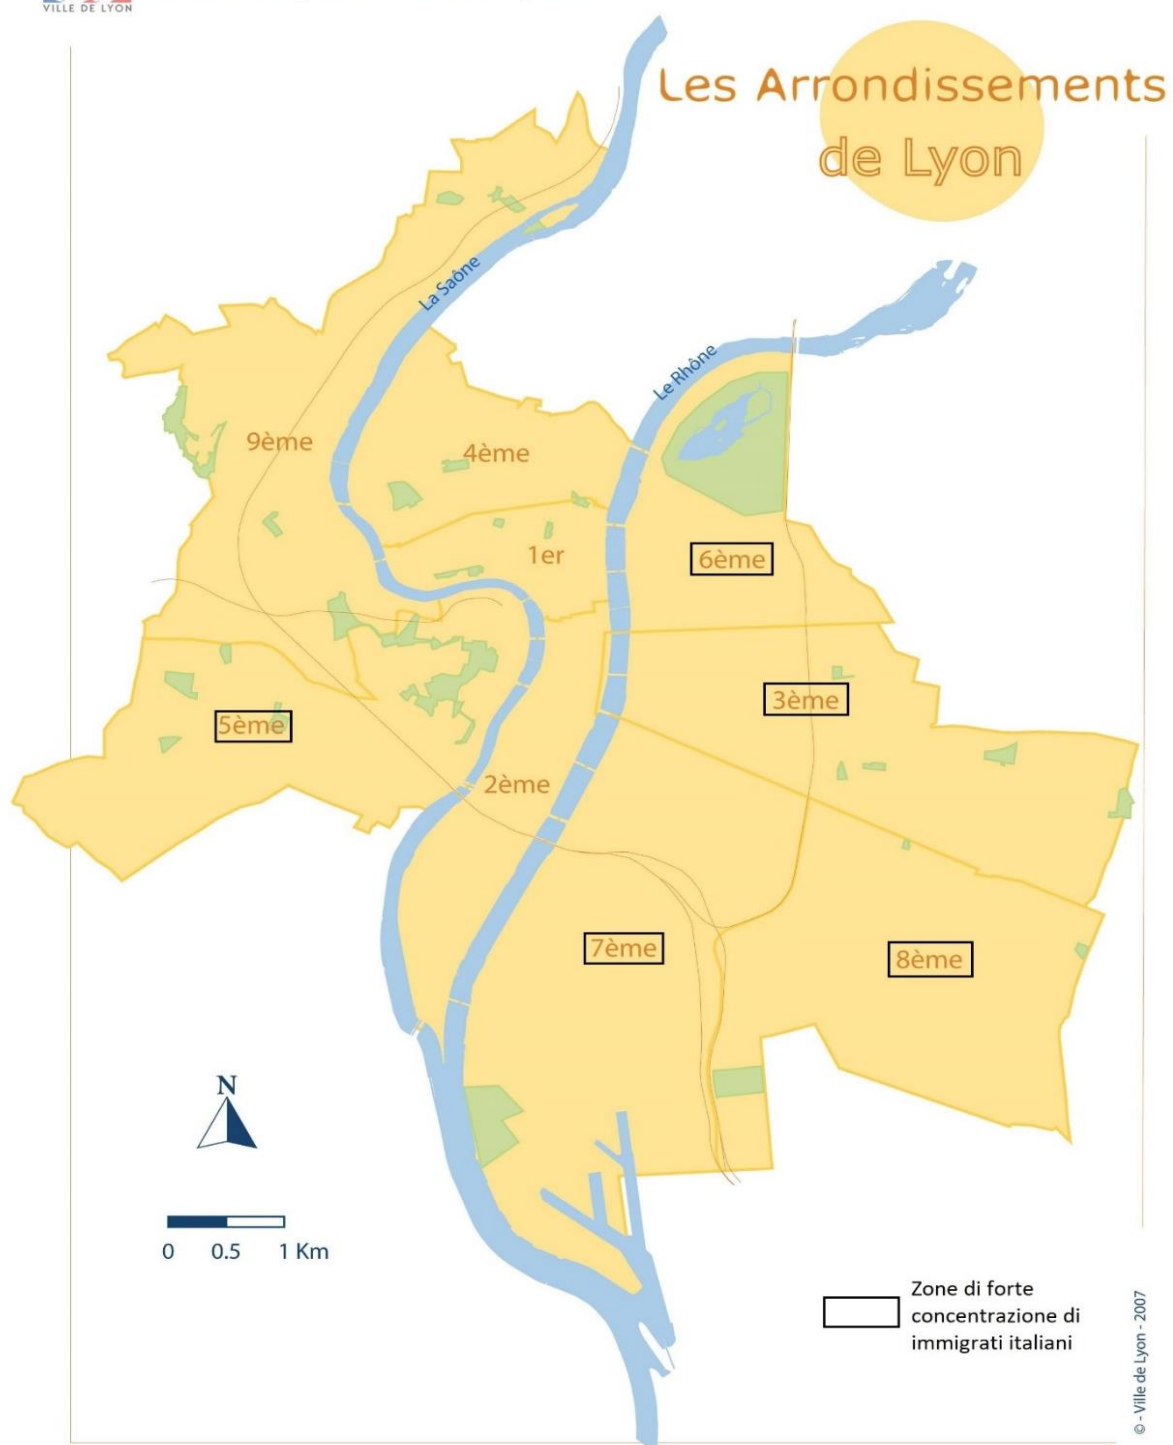 VILLE DE LYON
Les Arrondissements
de Lyon
La Saône
Le Rhône
9ème
4ème
1er
6ème
3ème
5ème
2ème
7ème
8ème
N
0 0.5 1 Km
Zone di forte
concentrazione di
immigrati italiani
© - Ville de Lyon - 2007